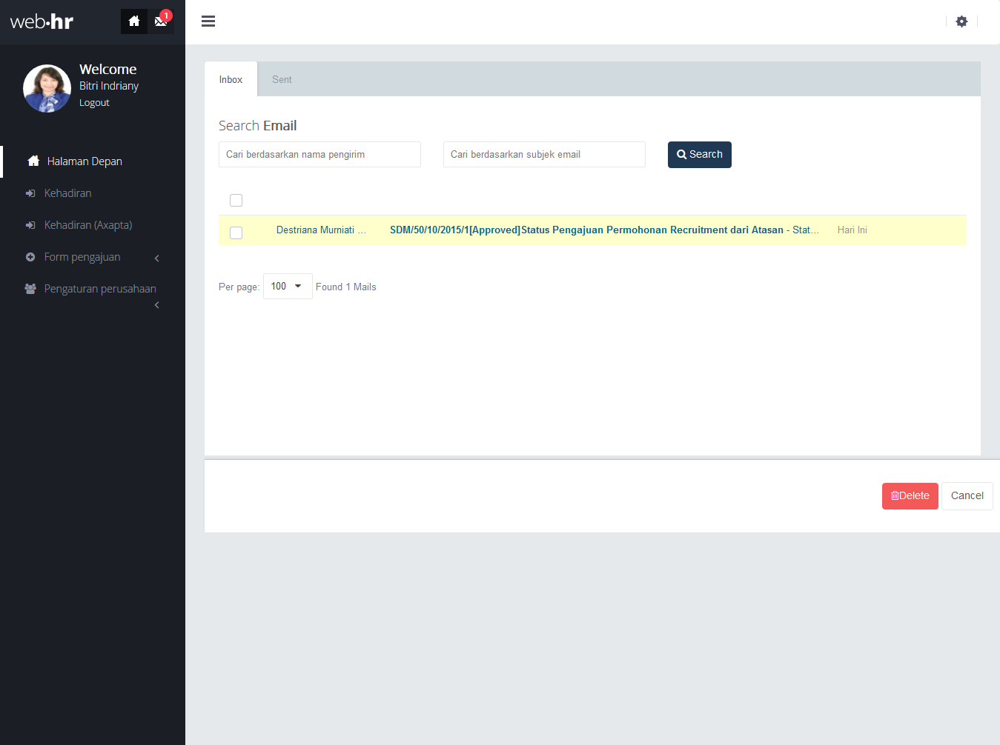 web·hr
1
Welcome
Bitri Indriany
Logout
Halaman Depan
Kehadiran
Kehadiran (Axapta)
Form pengajuan
Pengaturan perusahaan
Inbox
Sent
Search Email
Cari berdasarkan nama pengirim
Cari berdasarkan subjek email
Search
Destriana Murniati ... SDM/50/10/2015/1[Approved]Status Pengajuan Permohonan Recruitment dari Atasan - Stat... Hari Ini
Per page: 100 Found 1 Mails
Delete
Cancel